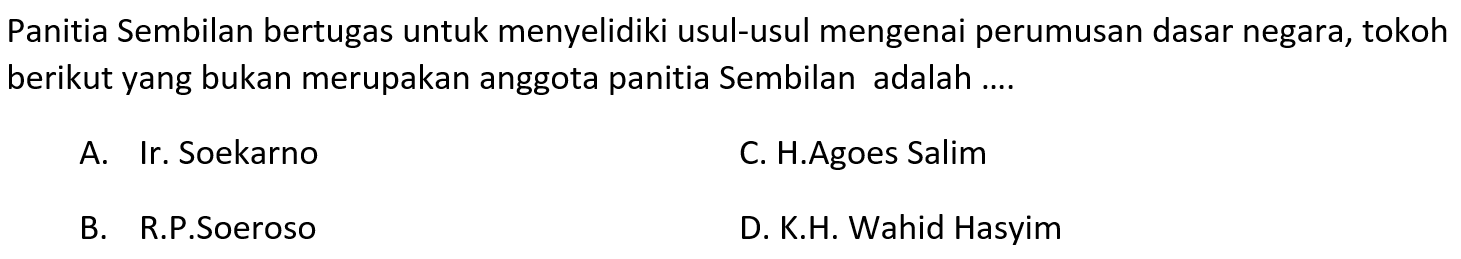 Panitia Sembilan bertugas untuk menyelidiki usul-usul mengenai perumusan dasar negara, tokoh
berikut yang bukan merupakan anggota panitia Sembilan adalah ....
A. Ir. Soekarno
C. H.Agoes Salim
B. R.P.Soeroso
D. K.H. Wahid Hasyim